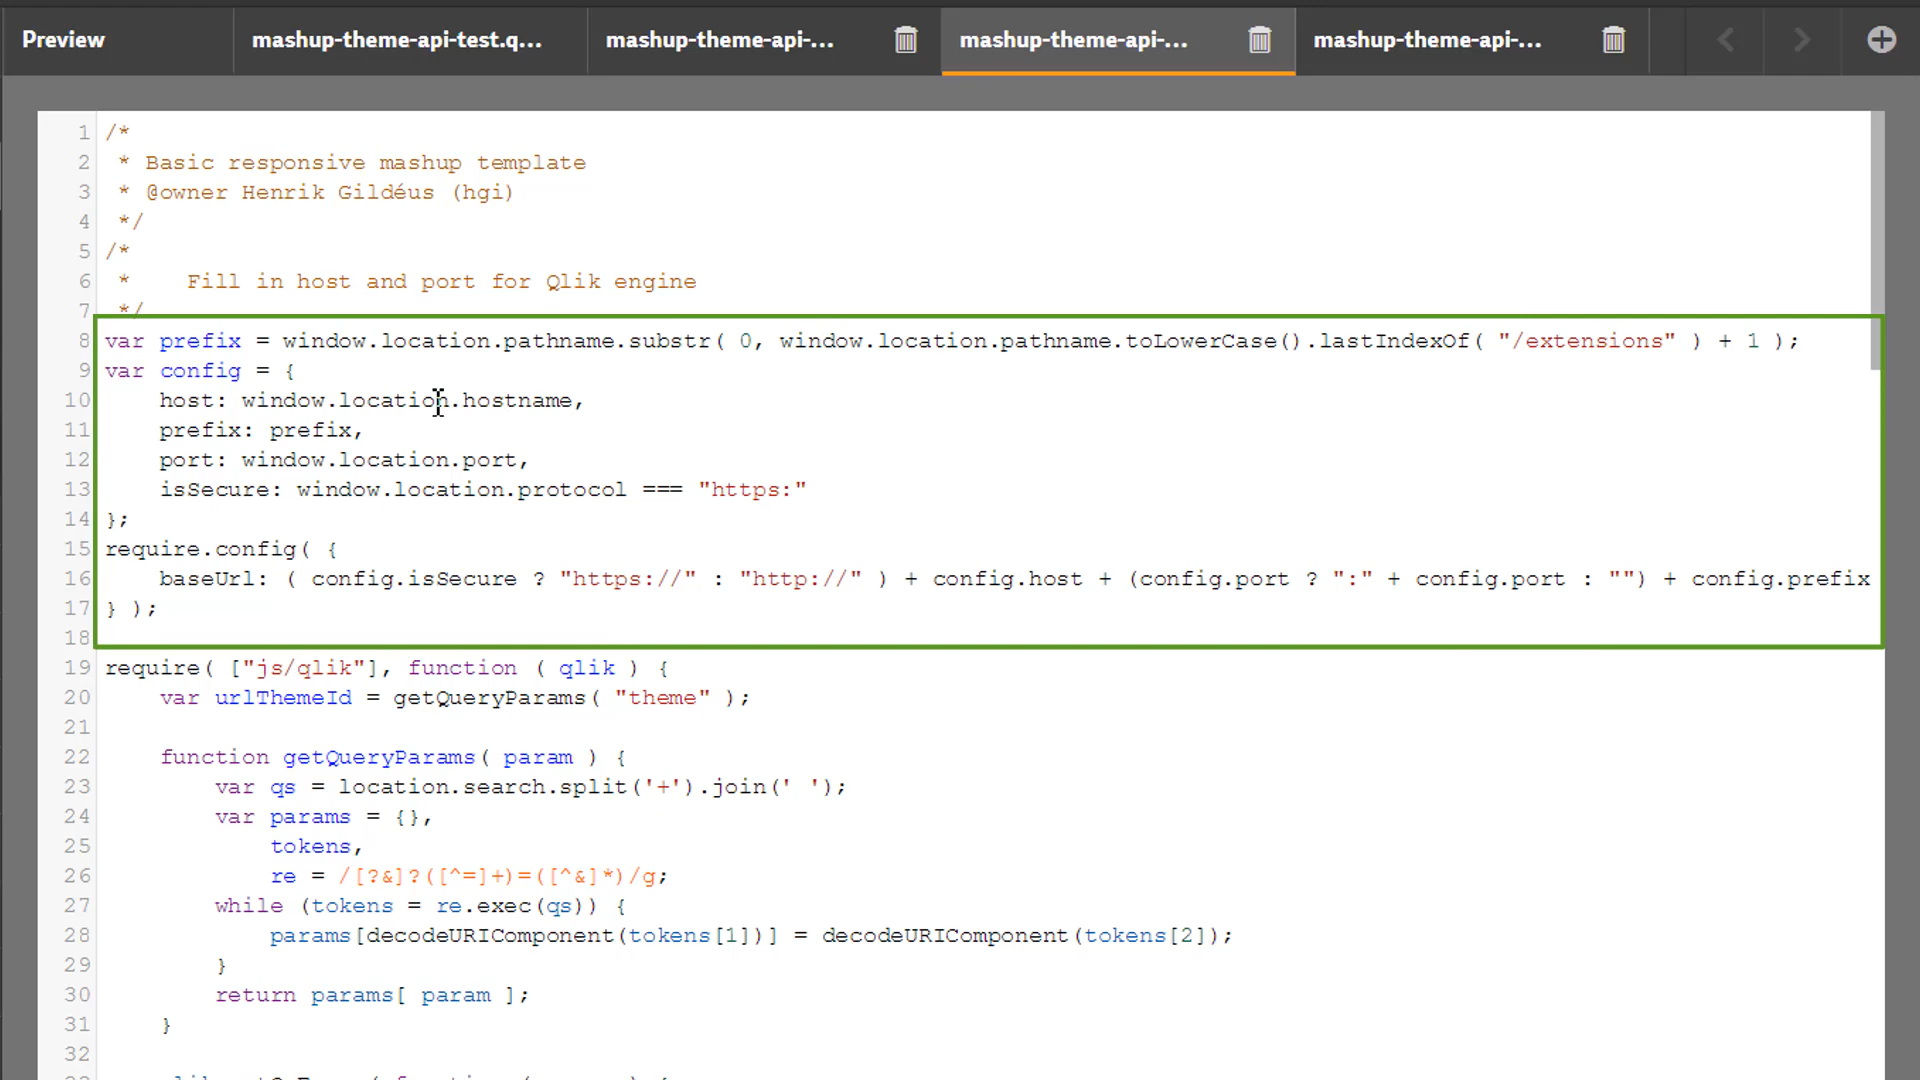 Preview mashup-theme-api-test.q... mashup-theme-api-... mashup-theme-api-... mashup-theme-api-...
1 /*
2 * Basic responsive mashup template
3 * @owner Henrik Gildéus (hgi)
4 */
5 /*
6 * Fill in host and port for Qlik engine
7 */
8 var prefix = window.location.pathname.substr( 0, window.location.pathname.toLowerCase().lastIndexOf( "/extensions" ) + 1 );
9 var config = {
10 host: window.location.hostname,
11 prefix: prefix,
12 port: window.location.port,
13 isSecure: window.location.protocol === "https:"
14 };
15 require.config( {
16 baseUrl: ( config.isSecure ? "https://" : "http://" ) + config.host + (config.port ? ":" + config.port : "") + config.prefix
17 } );
18
19 require( ["js/qlik"], function ( qlik ) {
20 var urlThemeId = getQueryParams( "theme" );
21
22 function getQueryParams( param ) {
23 var qs = location.search.split('+').join(' ');
24 var params = {},
25 tokens,
26 re = /[?&]?([^=]+)=([^&]*)/g;
27 while (tokens = re.exec(qs)) {
28 params[decodeURIComponent(tokens[1])] = decodeURIComponent(tokens[2]);
29 }
30 return params[ param ];
31 }
32